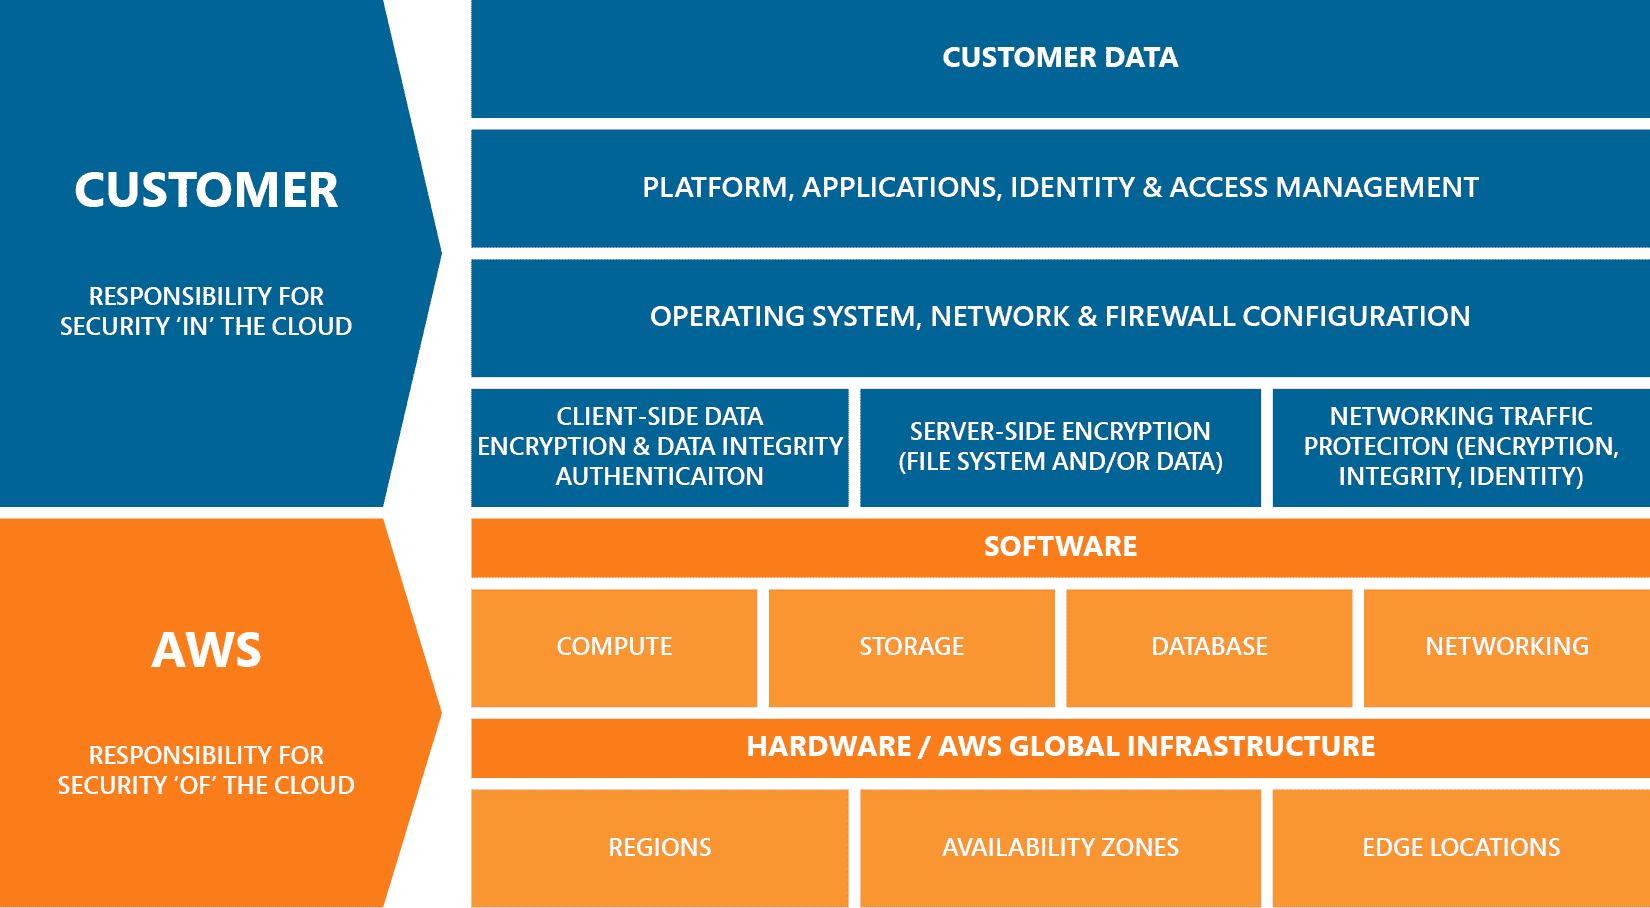 CUSTOMER DATA
PLATFORM, APPLICATIONS, IDENTITY & ACCESS MANAGEMENT
CUSTOMER
RESPONSIBILITY FOR
SECURITY ‘IN’ THE CLOUD
OPERATING SYSTEM, NETWORK & FIREWALL CONFIGURATION
CLIENT-SIDE DATA
ENCRYPTION & DATA INTEGRITY
AUTHENTICAITON
SERVER-SIDE ENCRYPTION
(FILE SYSTEM AND/OR DATA)
NETWORKING TRAFFIC
PROTECITON (ENCRYPTION,
INTEGRITY, IDENTITY)
AWS
RESPONSIBILITY FOR
SECURITY ‘OF’ THE CLOUD
SOFTWARE
COMPUTE
STORAGE
DATABASE
NETWORKING
HARDWARE / AWS GLOBAL INFRASTRUCTURE
REGIONS
AVAILABILITY ZONES
EDGE LOCATIONS